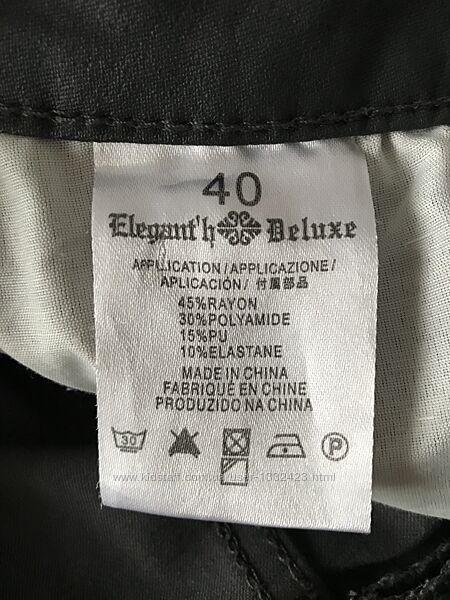 40
Elegant'h Deluxe
APPLICATION / APPLICAZIONE /
APLICACIÓN / 付属部品
45%RAYON
30%POLYAMIDE
15%PU
10%ELASTANE
MADE IN CHINA
FABRIQUÉ EN CHINE
PRODUZIDO NA CHINA
30
P